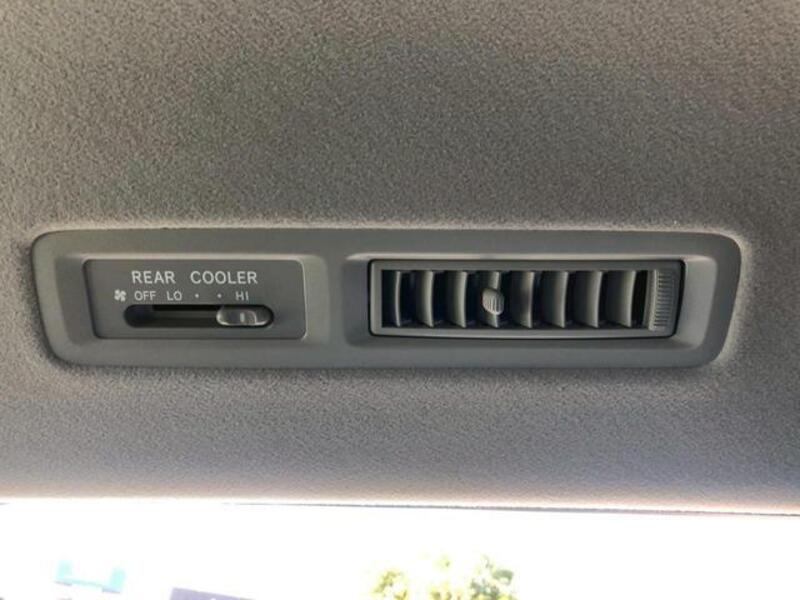 REAR COOLER
OFF LO • • HI